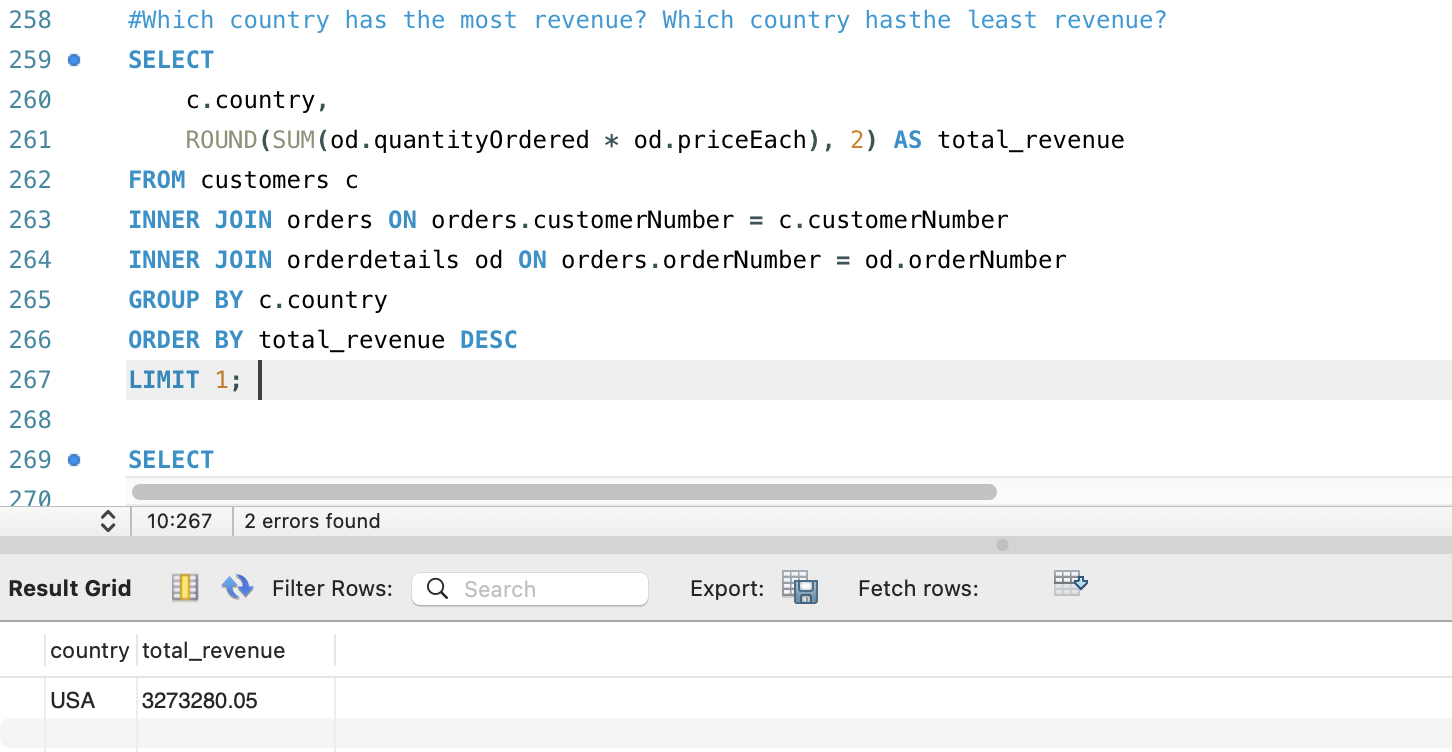 258 #Which country has the most revenue? Which country hasthe least revenue?
259 SELECT
260 c.country,
261 ROUND(SUM(od.quantityOrdered * od.priceEach), 2) AS total_revenue
262 FROM customers c
263 INNER JOIN orders ON orders.customerNumber = c.customerNumber
264 INNER JOIN orderdetails od ON orders.orderNumber = od.orderNumber
265 GROUP BY c.country
266 ORDER BY total_revenue DESC
267 LIMIT 1;
268
269 SELECT
270
10:267 2 errors found
Result Grid Filter Rows: Search Export: Fetch rows:
country total_revenue
USA 3273280.05